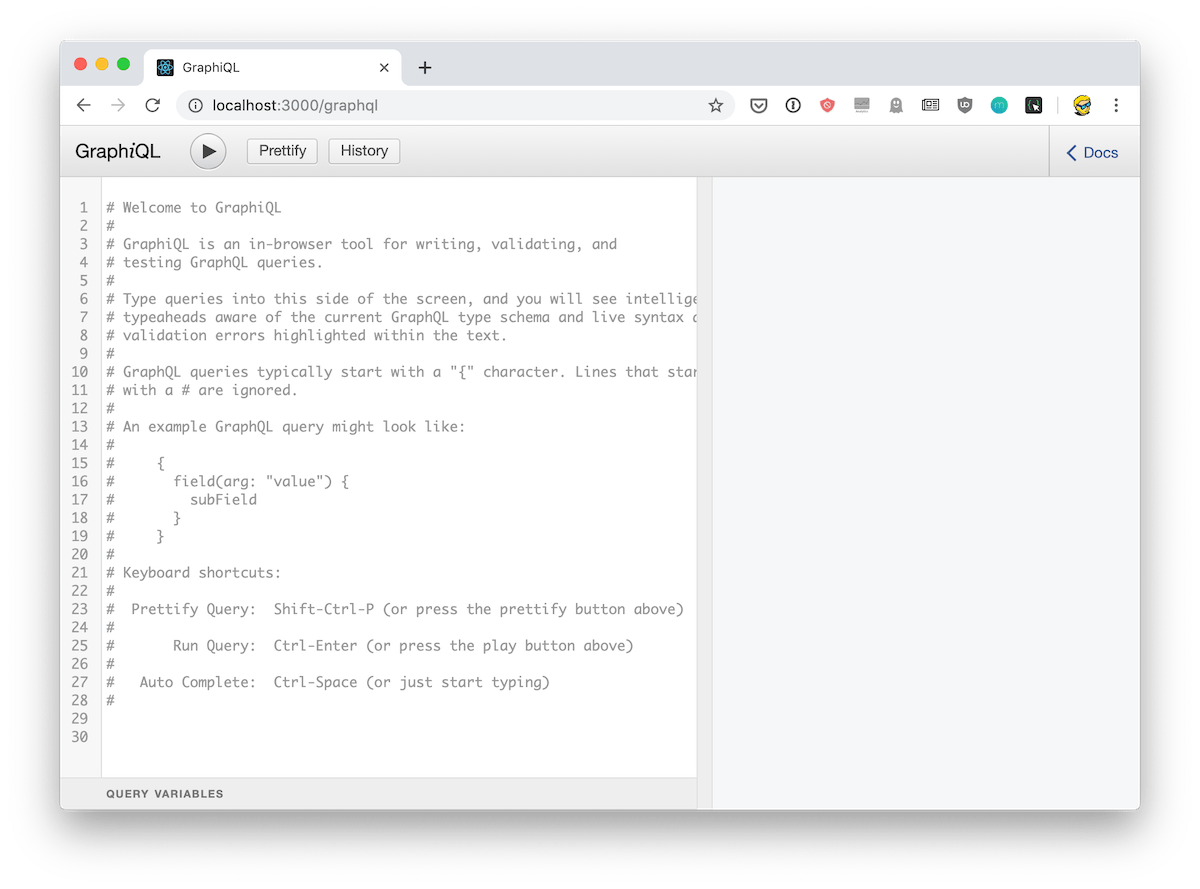 GraphiQL
localhost:3000/graphql
GraphiQL
Prettify
History
Docs
1 # Welcome to GraphiQL
2 #
3 # GraphiQL is an in-browser tool for writing, validating, and
4 # testing GraphQL queries.
5 #
6 # Type queries into this side of the screen, and you will see intellige
7 # typeaheads aware of the current GraphQL type schema and live syntax a
8 # validation errors highlighted within the text.
9 #
10 # GraphQL queries typically start with a "{" character. Lines that star
11 # with a # are ignored.
12 #
13 # An example GraphQL query might look like:
14 #
15 #     {
16 #       field(arg: "value") {
17 #         subField
18 #       }
19 #     }
20 #
21 # Keyboard shortcuts:
22 #
23 #  Prettify Query:  Shift-Ctrl-P (or press the prettify button above)
24 #
25 #       Run Query:  Ctrl-Enter (or press the play button above)
26 #
27 #   Auto Complete:  Ctrl-Space (or just start typing)
28 #
29
30
QUERY VARIABLES